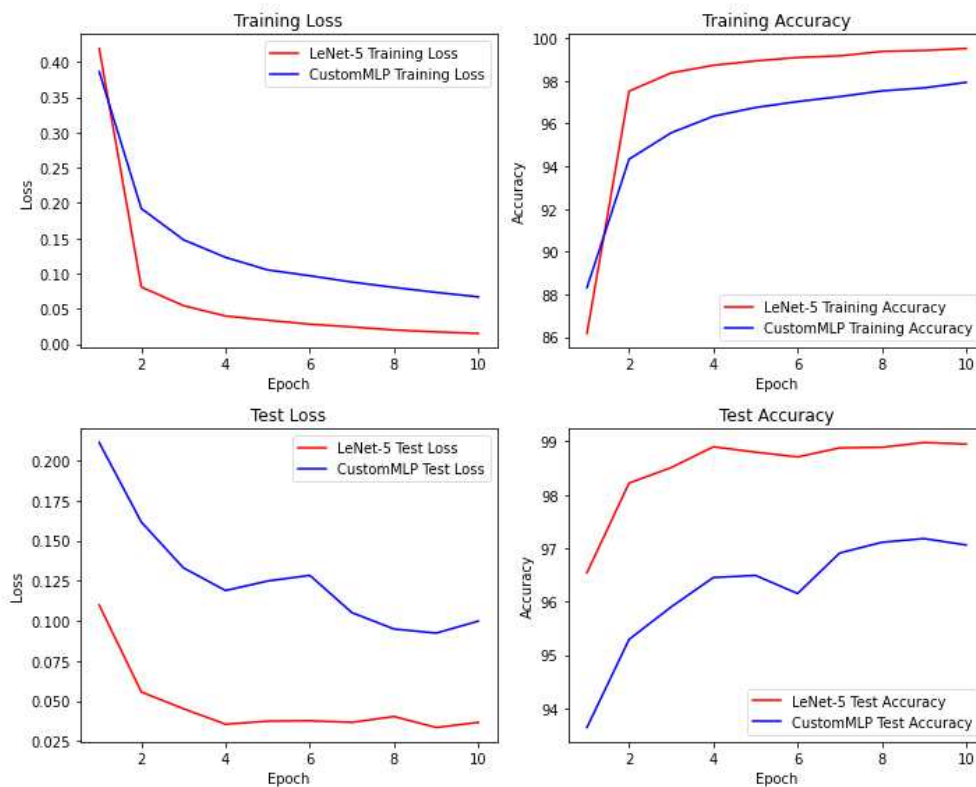 Training Loss
LeNet-5 Training Loss
CustomMLP Training Loss
Loss
0.40
0.35
0.30
0.25
0.20
0.15
0.10
0.05
0.00
2 4 6 8 10
Epoch
Training Accuracy
Accuracy
100
98
96
94
92
90
88
86
LeNet-5 Training Accuracy
CustomMLP Training Accuracy
2 4 6 8 10
Epoch
Test Loss
LeNet-5 Test Loss
CustomMLP Test Loss
Loss
0.200
0.175
0.150
0.125
0.100
0.075
0.050
0.025
2 4 6 8 10
Epoch
Test Accuracy
Accuracy
99
98
97
96
95
94
LeNet-5 Test Accuracy
CustomMLP Test Accuracy
2 4 6 8 10
Epoch